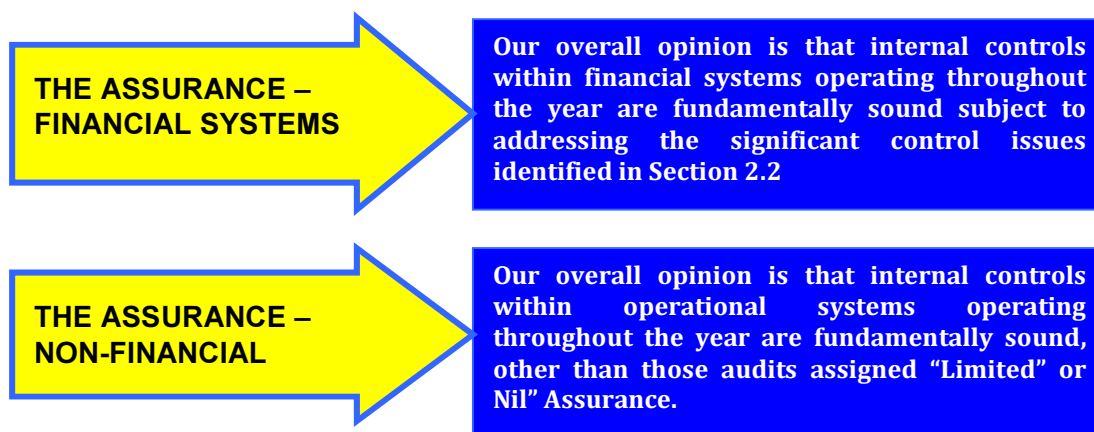 THE ASSURANCE –
FINANCIAL SYSTEMS
Our overall opinion is that internal controls
within financial systems operating throughout
the year are fundamentally sound subject to
addressing the significant control issues
identified in Section 2.2
THE ASSURANCE –
NON-FINANCIAL
Our overall opinion is that internal controls
within operational systems operating
throughout the year are fundamentally sound,
other than those audits assigned “Limited” or
Nil” Assurance.